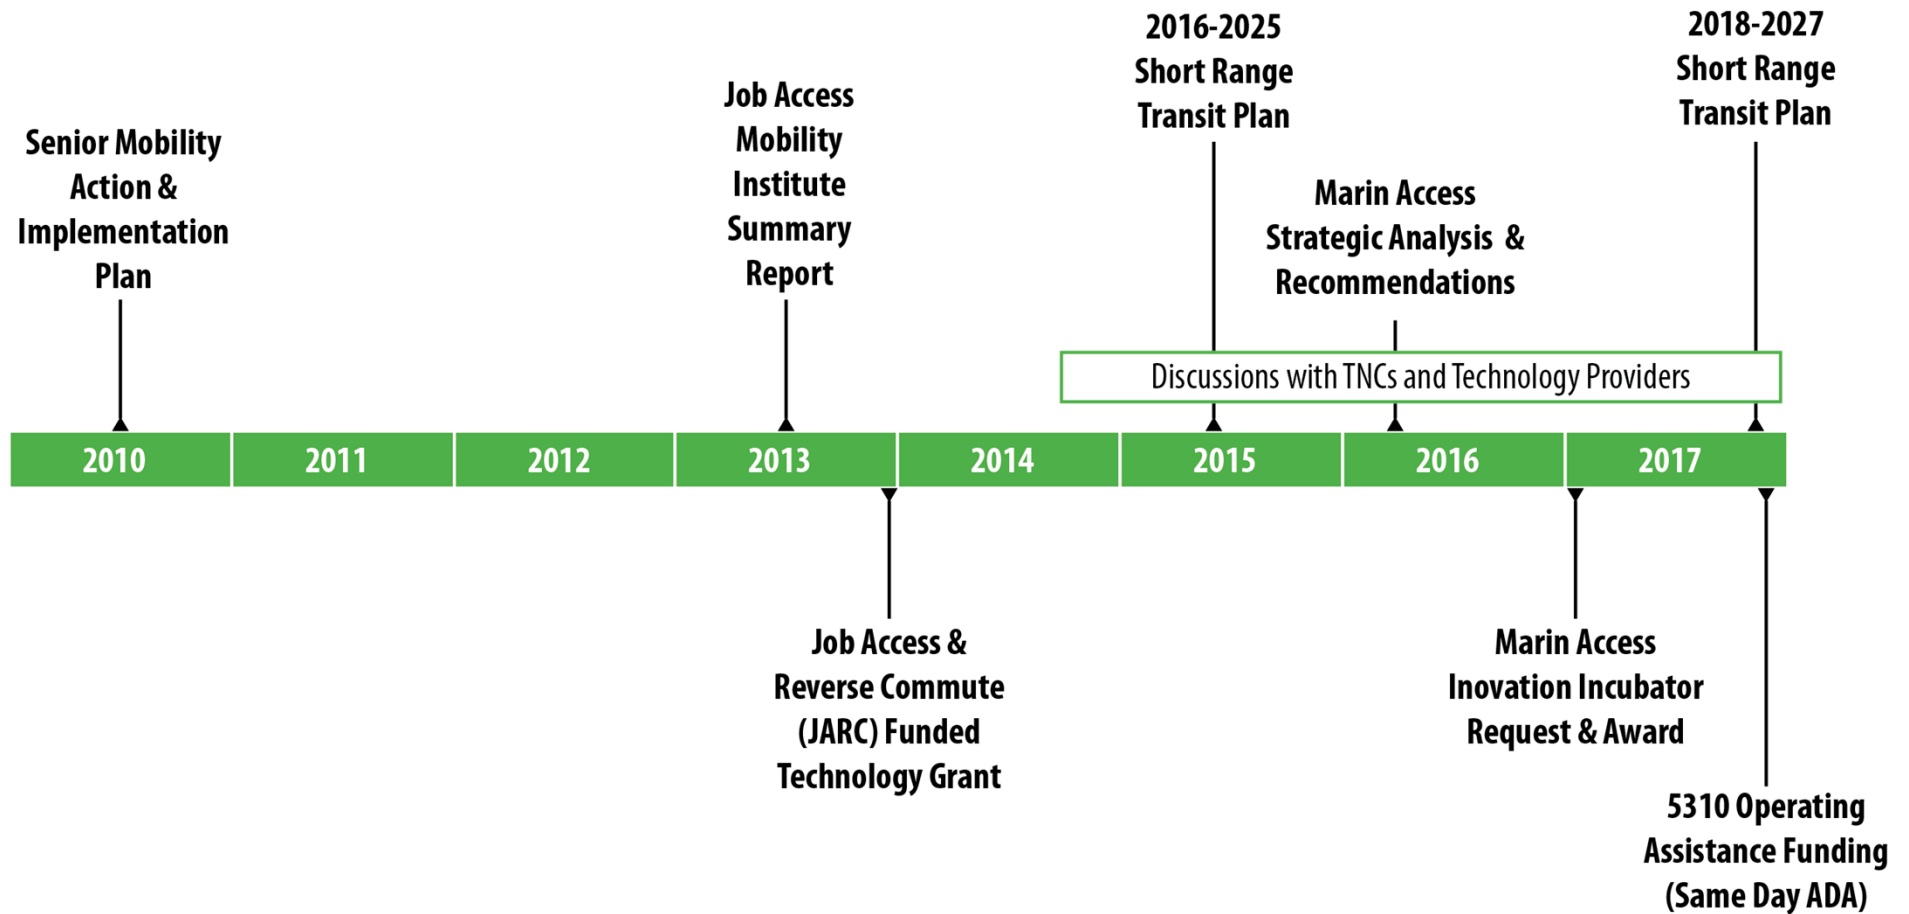 Senior Mobility
Action &
Implementation
Plan
Job Access
Mobility
Institute
Summary
Report
2016-2025
Short Range
Transit Plan
Marin Access
Strategic Analysis &
Recommendations
2018-2027
Short Range
Transit Plan
Discussions with TNCs and Technology Providers
2010
2011
2012
2013
2014
2015
2016
2017
Job Access &
Reverse Commute
(JARC) Funded
Technology Grant
Marin Access
Inovation Incubator
Request & Award
5310 Operating
Assistance Funding
(Same Day ADA)